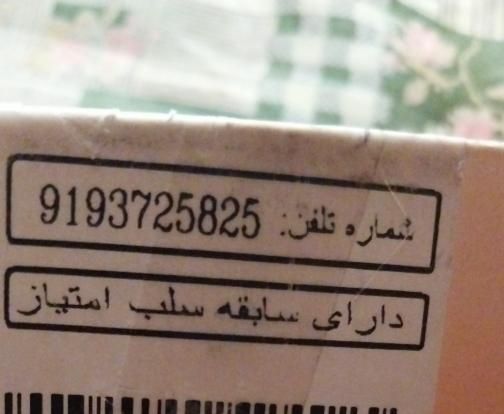 شماره تلفن: 9193725825
دارای سابقه سلب امتیاز